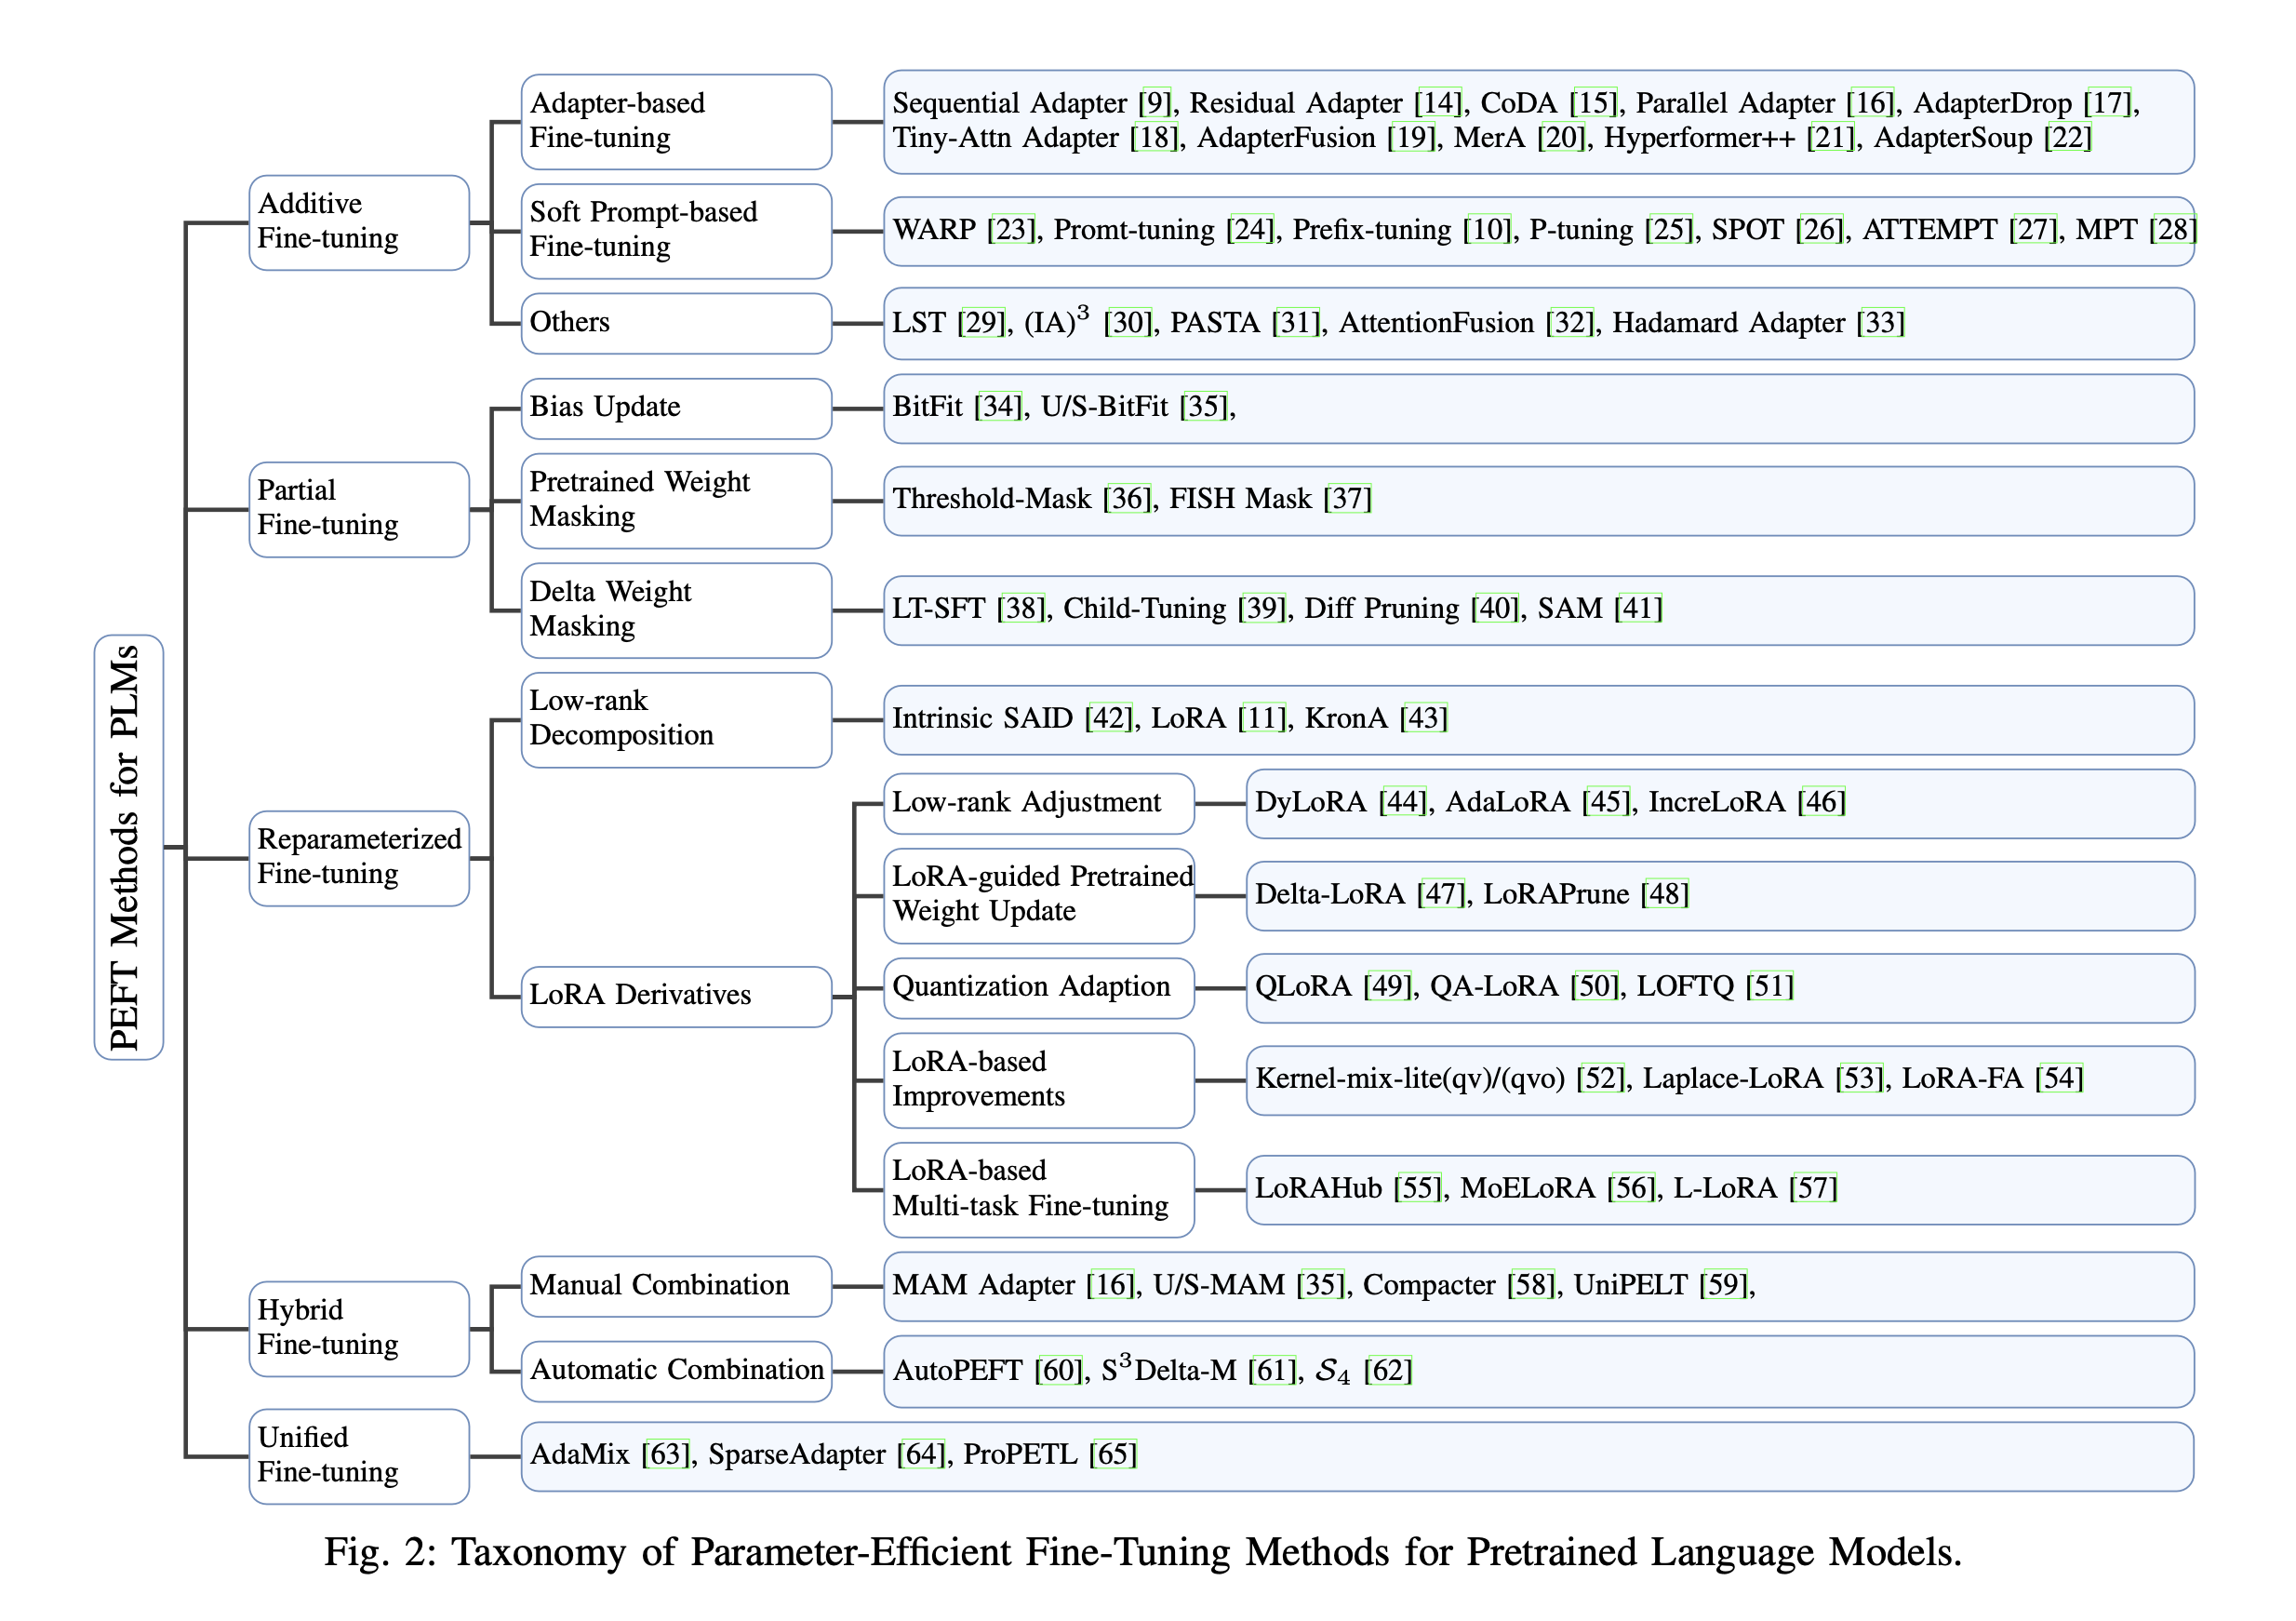 Adapter-based
Fine-tuning
Sequential Adapter [9], Residual Adapter [14], CoDA [15], Parallel Adapter [16], AdapterDrop [17],
Tiny-Attn Adapter [18], AdapterFusion [19], MerA [20], Hyperformer++ [21], AdapterSoup [22]
Additive
Fine-tuning
Soft Prompt-based
Fine-tuning
WARP [23], Promt-tuning [24], Prefix-tuning [10], P-tuning [25], SPOT [26], ATTEMPT [27], MPT [28]
Others
LST [29], (IA)³ [30], PASTA [31], AttentionFusion [32], Hadamard Adapter [33]
Bias Update
BitFit [34], U/S-BitFit [35],
Partial
Fine-tuning
Pretrained Weight
Masking
Threshold-Mask [36], FISH Mask [37]
Delta Weight
Masking
LT-SFT [38], Child-Tuning [39], Diff Pruning [40], SAM [41]
PEFT Methods for PLMs
Low-rank
Decomposition
Intrinsic SAID [42], LoRA [11], KronA [43]
Reparameterized
Fine-tuning
Low-rank Adjustment
DyLoRA [44], AdaLoRA [45], IncreLoRA [46]
LoRA-guided Pretrained
Weight Update
Delta-LoRA [47], LoRAPrune [48]
LoRA Derivatives
Quantization Adaption
QLoRA [49], QA-LoRA [50], LOFTQ [51]
LoRA-based
Improvements
Kernel-mix-lite(qv)/(qvo) [52], Laplace-LoRA [53], LoRA-FA [54]
LoRA-based
Multi-task Fine-tuning
LoRAHub [55], MoELoRA [56], L-LoRA [57]
Hybrid
Fine-tuning
Manual Combination
MAM Adapter [16], U/S-MAM [35], Compacter [58], UniPELT [59],
Automatic Combination
AutoPEFT [60], S³Delta-M [61], 𝒮₄ [62]
Unified
Fine-tuning
AdaMix [63], SparseAdapter [64], ProPETL [65]
Fig. 2: Taxonomy of Parameter-Efficient Fine-Tuning Methods for Pretrained Language Models.